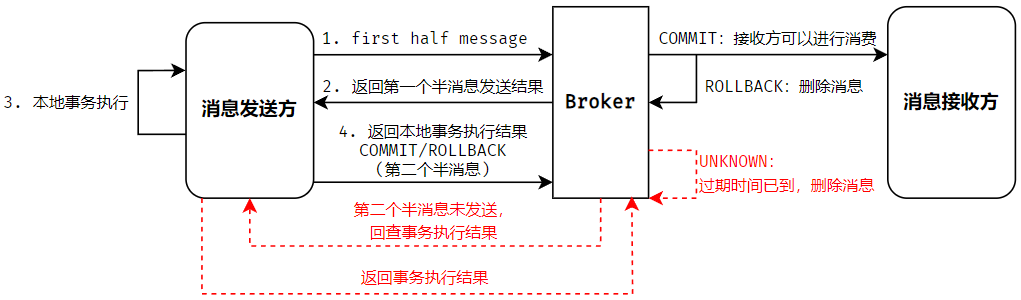 1. first half message
COMMIT：接收方可以进行消费
2. 返回第一个半消息发送结果
ROLLBACK：删除消息
3. 本地事务执行
消息发送方
Broker
消息接收方
4. 返回本地事务执行结果
COMMIT/ROLLBACK
（第二个半消息）
UNKNOWN：
过期时间已到，删除消息
第二个半消息未发送，
回查事务执行结果
返回事务执行结果